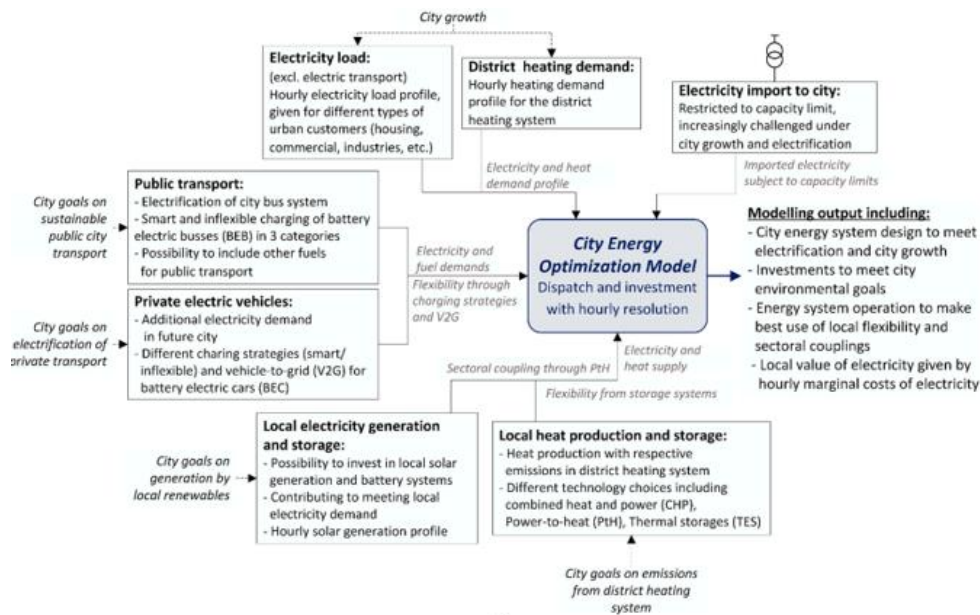 City growth
Electricity load:
(excl. electric transport)
Hourly electricity load profile,
given for different types of
urban customers (housing,
commercial, industries, etc.)
District heating demand:
Hourly heating demand
profile for the district
heating system
Electricity import to city:
Restricted to capacity limit,
increasingly challenged under
city growth and electrification
Electricity and heat
demand profile
Imported electricity
subject to capacity limits
City goals on
sustainable
public city
transport
Public transport:
- Electrification of city bus
system
- Smart and inflexible charging of battery
electric busses (BEB) in 3 categories
- Possibility to include other fuels
for public transport
Electricity and
fuel demands
Flexibility through
charging strategies
and V2G
City goals on
electrification of
private transport
Private electric vehicles:
- Additional electricity demand
in future city
- Different charing strategies (smart/
inflexible) and vehicle-to-grid (V2G) for
battery electric cars (BEC)
City Energy
Optimization Model
Dispatch and investment
with hourly resolution
Modelling output including:
- City energy system design to meet
electrification and city growth
- Investments to meet city
environmental goals
- Energy system operation to make
best use of local flexibility and
sectoral couplings
- Local value of electricity given by
hourly marginal costs of electricity
Sectoral coupling through PtH
Electricity and
heat supply
Flexibility from storage systems
City goals on
generation by
local renewables
Local electricity generation
and storage:
- Possibility to invest in local solar
generation and battery systems
- Contributing to meeting local
electricity demand
- Hourly solar generation profile
Local heat production and storage:
- Heat production with respective
emissions in district heating system
- Different technology choices including
combined heat and power (CHP),
Power-to-heat (PtH), Thermal storages (TES)
City goals on emissions
from district heating
system